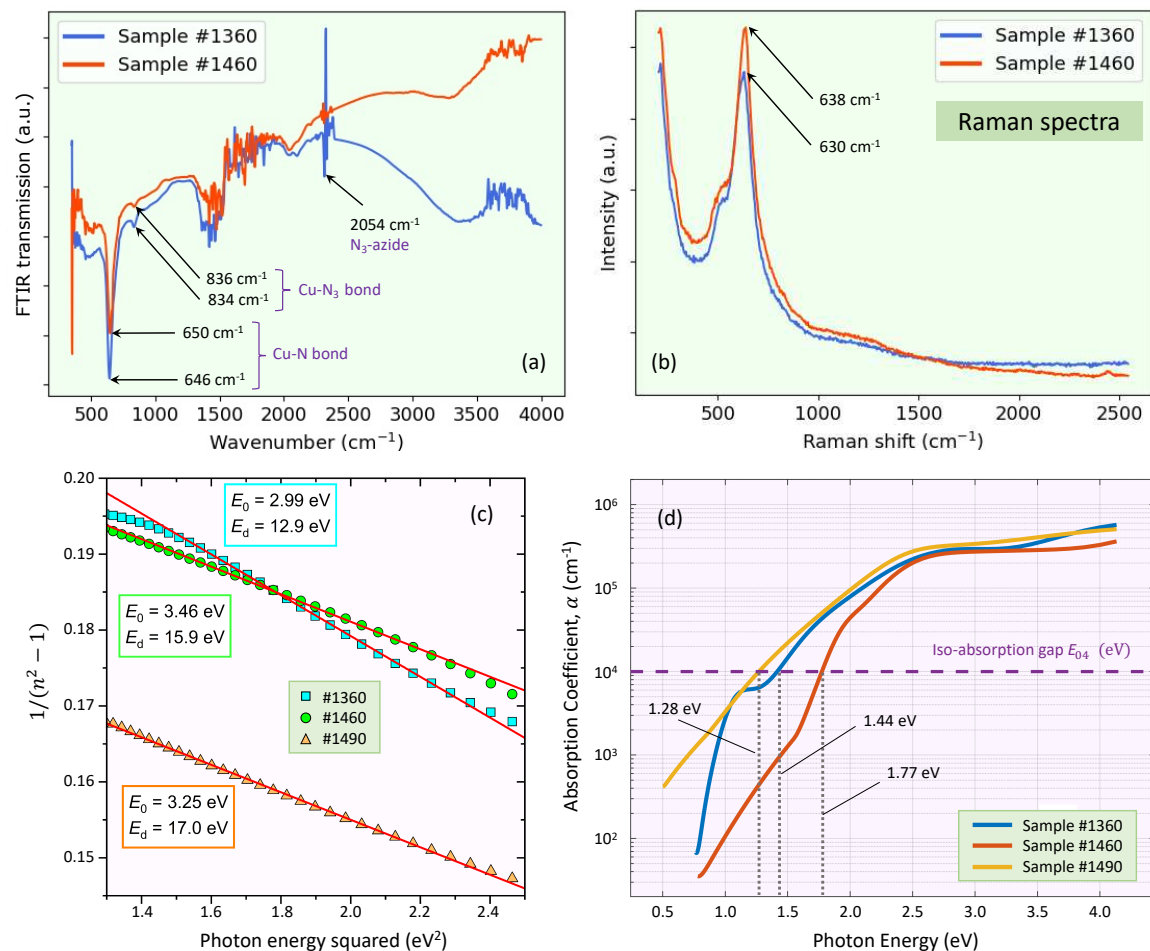 Sample #1360
Sample #1460
FTIR transmission (a.u.)
2054 cm⁻¹
N₃-azide
836 cm⁻¹
834 cm⁻¹
Cu-N₃ bond
650 cm⁻¹
Cu-N bond
646 cm⁻¹
(a)
500 1000 1500 2000 2500 3000 3500 4000
Wavenumber (cm⁻¹)
Sample #1360
Sample #1460
Raman spectra
Intensity (a.u.)
638 cm⁻¹
630 cm⁻¹
(b)
500 1000 1500 2000 2500
Raman shift (cm⁻¹)
0.20
0.19
0.18
0.17
0.16
0.15
1/(n² − 1)
E₀ = 2.99 eV
E_d = 12.9 eV
(c)
E₀ = 3.46 eV
E_d = 15.9 eV
#1360
#1460
#1490
E₀ = 3.25 eV
E_d = 17.0 eV
1.4 1.6 1.8 2.0 2.2 2.4
Photon energy squared (eV²)
(d)
10⁶
10⁵
10⁴
10³
10²
Absorption Coefficient, α (cm⁻¹)
Iso-absorption gap E₀₄ (eV)
1.28 eV
1.44 eV
1.77 eV
Sample #1360
Sample #1460
Sample #1490
0.5 1.0 1.5 2.0 2.5 3.0 3.5 4.0
Photon Energy (eV)